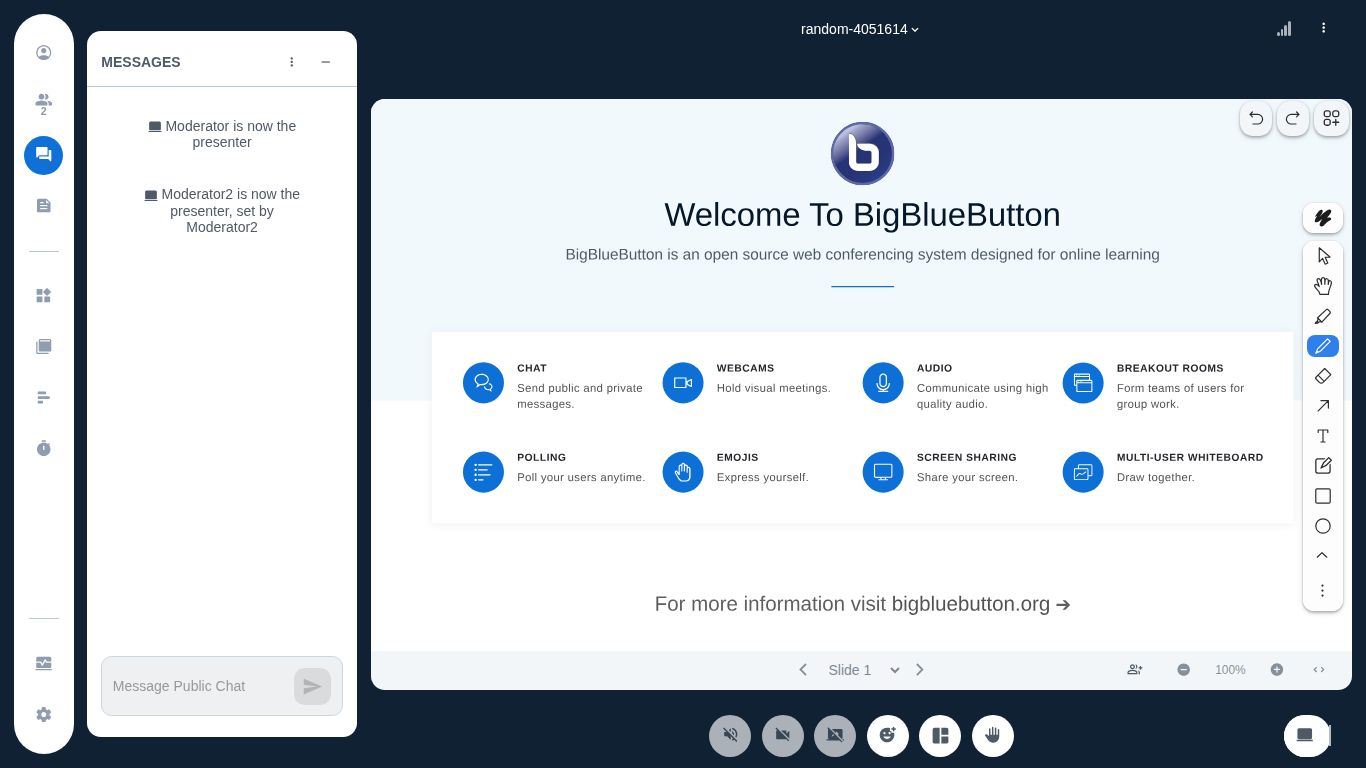 random-4051614
2
MESSAGES
Moderator is now the
presenter
Moderator2 is now the
presenter, set by
Moderator2
Message Public Chat
Welcome To BigBlueButton
BigBlueButton is an open source web conferencing system designed for online learning
CHAT
Send public and private
messages.
WEBCAMS
Hold visual meetings.
AUDIO
Communicate using high
quality audio.
BREAKOUT ROOMS
Form teams of users for
group work.
POLLING
Poll your users anytime.
EMOJIS
Express yourself.
SCREEN SHARING
Share your screen.
MULTI-USER WHITEBOARD
Draw together.
For more information visit bigbluebutton.org ➔
Slide 1
100%